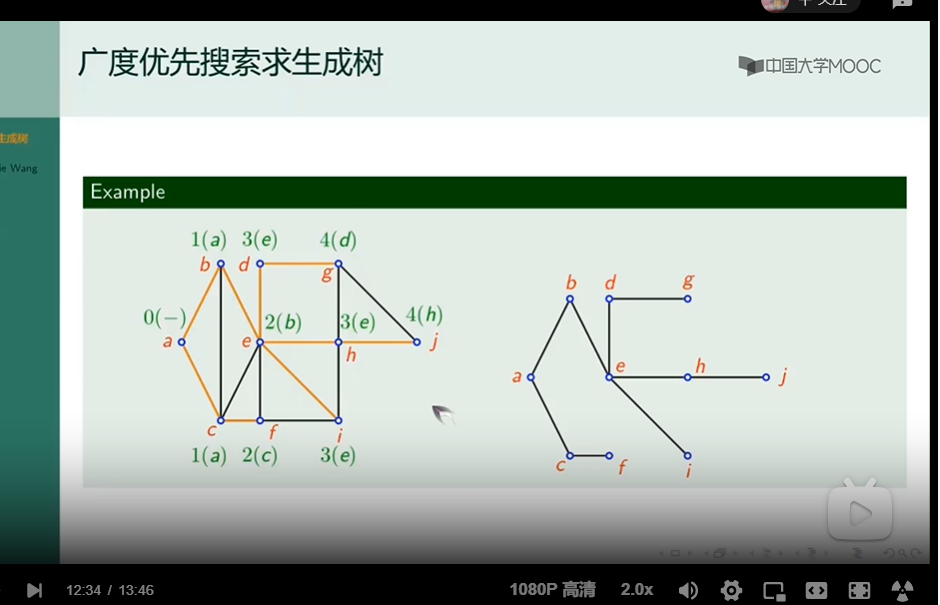 广度优先搜索求生成树
中国大学MOOC
生成树
ie Wang
Example
1(a) 3(e) 4(d)
b d g
0(−) 2(b) 3(e) 4(h)
a e h j
c f i
1(a) 2(c) 3(e)
b d g
a e h j
c f i
12:34 / 13:46
1080P 高清 2.0x